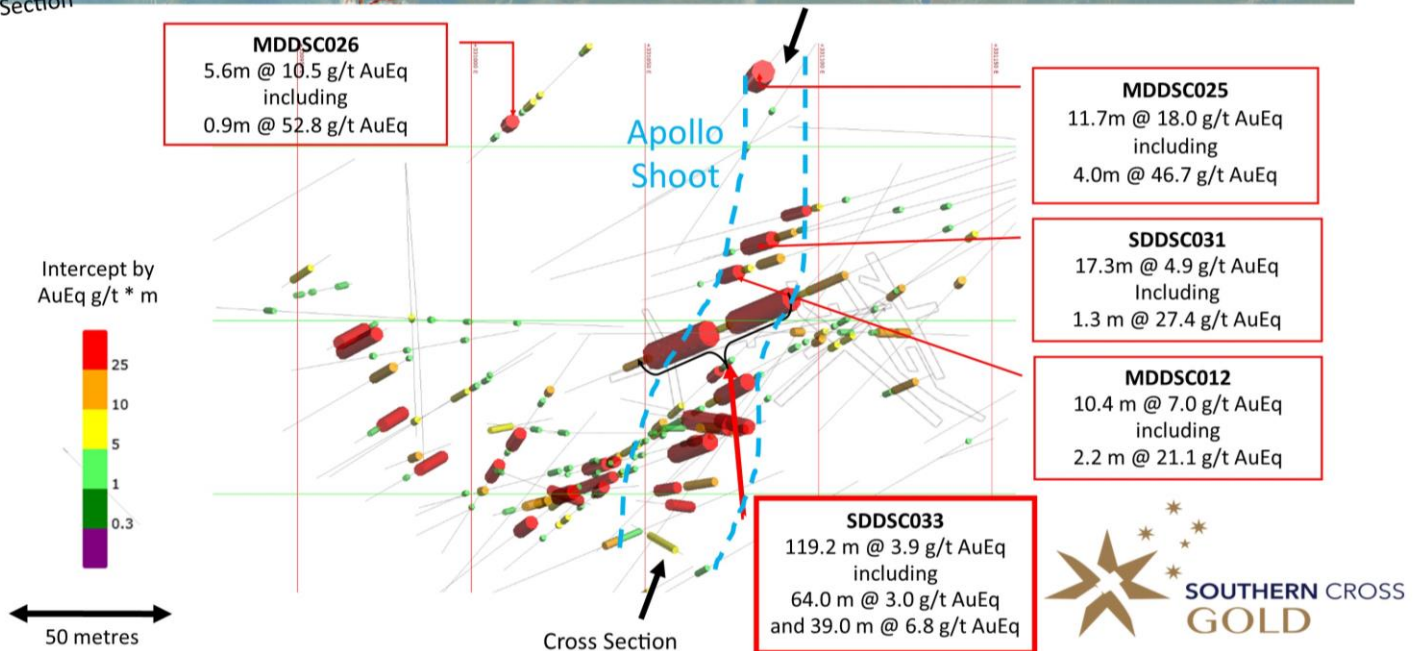 Section
MDDSC026
5.6m @ 10.5 g/t AuEq
including
0.9m @ 52.8 g/t AuEq
Apollo
Shoot
MDDSC025
11.7m @ 18.0 g/t AuEq
including
4.0m @ 46.7 g/t AuEq
SDDSC031
17.3m @ 4.9 g/t AuEq
Including
1.3 m @ 27.4 g/t AuEq
MDDSC012
10.4 m @ 7.0 g/t AuEq
including
2.2 m @ 21.1 g/t AuEq
Intercept by
AuEq g/t * m
25
10
5
1
0.3
50 metres
Cross Section
SDDSC033
119.2 m @ 3.9 g/t AuEq
including
64.0 m @ 3.0 g/t AuEq
and 39.0 m @ 6.8 g/t AuEq
SOUTHERN CROSS
GOLD